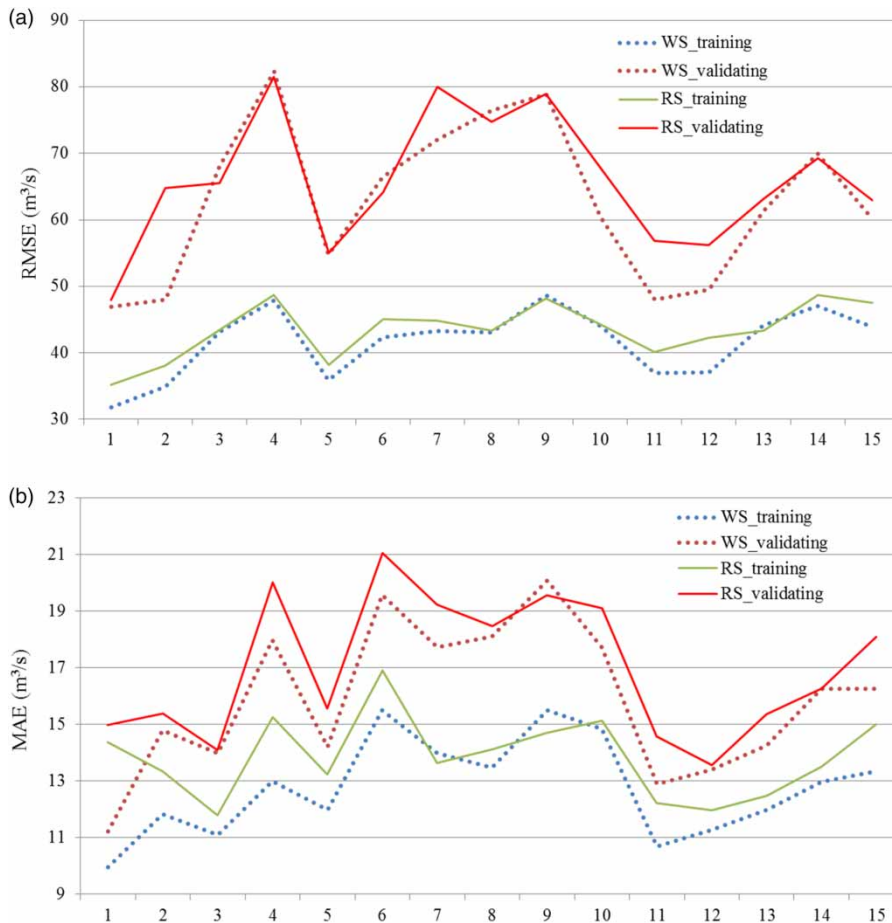 (a)
90
80
70
60
50
40
30
RMSE (m³/s)
WS_training
WS_validating
RS_training
RS_validating
1 2 3 4 5 6 7 8 9 10 11 12 13 14 15
(b)
23
21
19
17
15
13
11
9
MAE (m³/s)
WS_training
WS_validating
RS_training
RS_validating
1 2 3 4 5 6 7 8 9 10 11 12 13 14 15